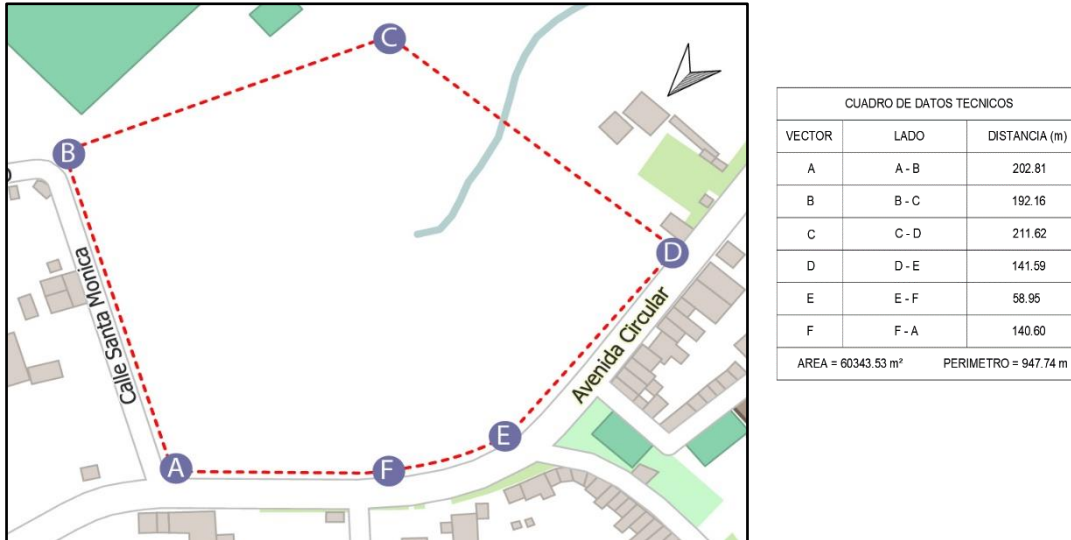 C
B
D
E
A
F
Calle Santa Monica
Avenida Circular
CUADRO DE DATOS TECNICOS
VECTOR LADO DISTANCIA (m)
A A - B 202.81
B B - C 192.16
C C - D 211.62
D D - E 141.59
E E - F 58.95
F F - A 140.60
AREA = 60343.53 m² PERIMETRO = 947.74 m